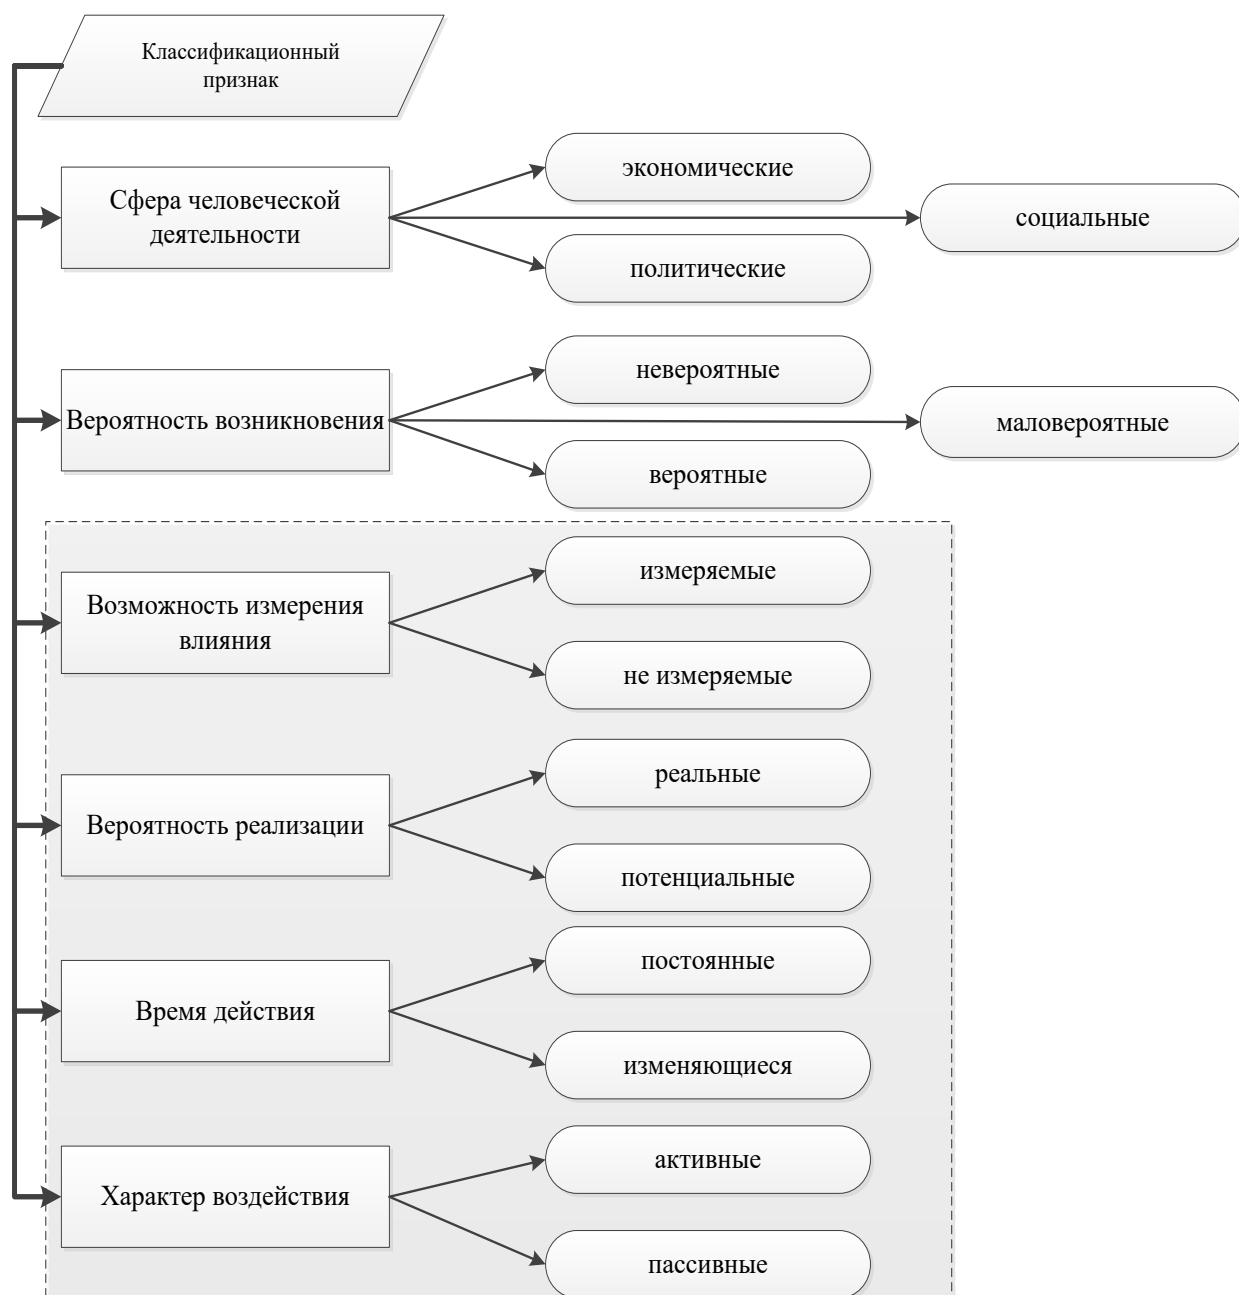 Классификационный
признак
экономические
Сфера человеческой
деятельности
социальные
политические
невероятные
Вероятность возникновения
маловероятные
вероятные
измеряемые
Возможность измерения
влияния
не измеряемые
реальные
Вероятность реализации
потенциальные
постоянные
Время действия
изменяющиеся
активные
Характер воздействия
пассивные